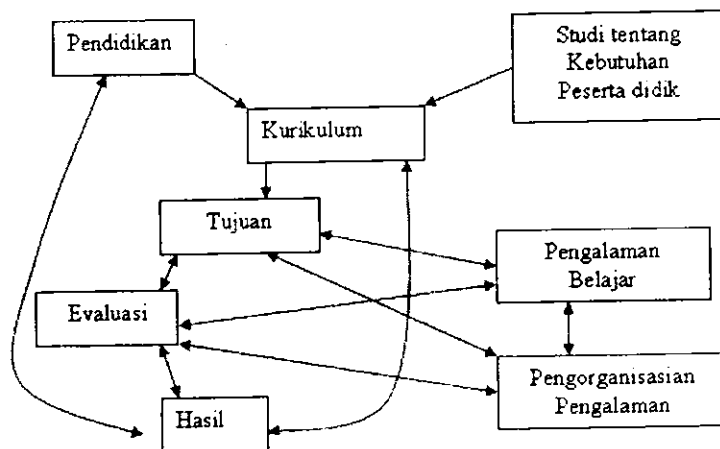 Pendidikan
Studi tentang
Kebutuhan
Peserta didik
Kurikulum
Tujuan
Pengalaman
Belajar
Evaluasi
Pengorganisasian
Pengalaman
Hasil